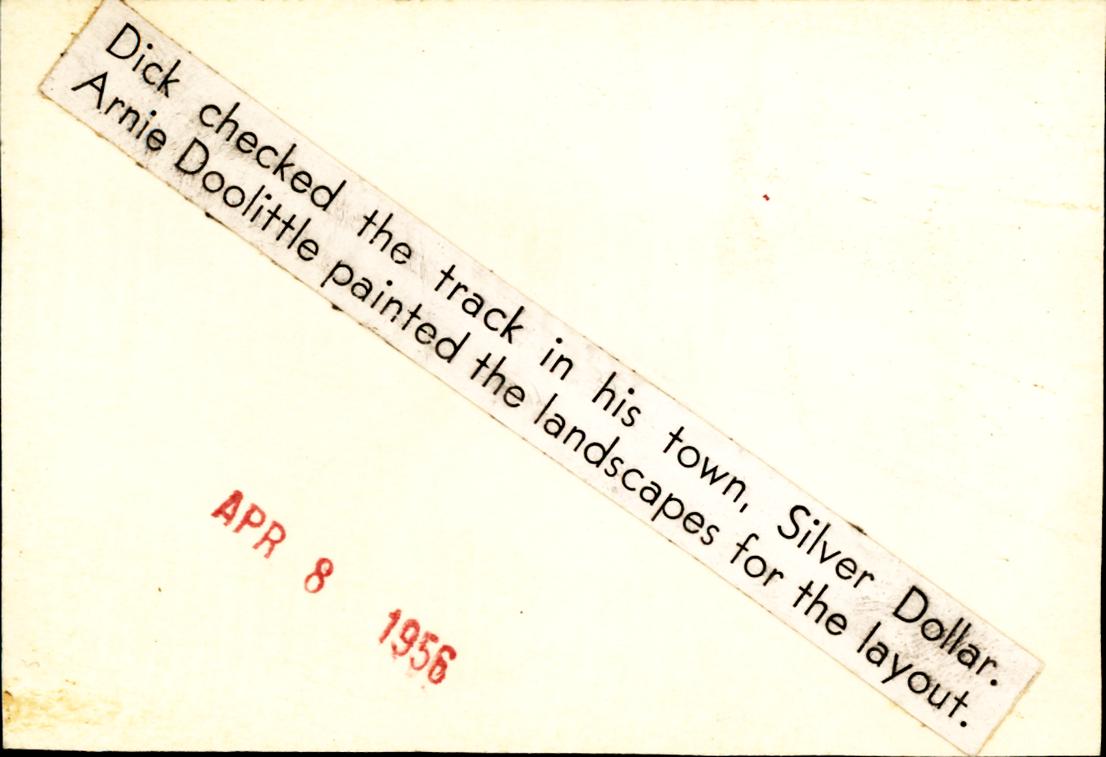 Dick checked the track in his town, Silver Dollar.
Arnie Doolittle painted the landscapes for the layout.
APR 8 1956